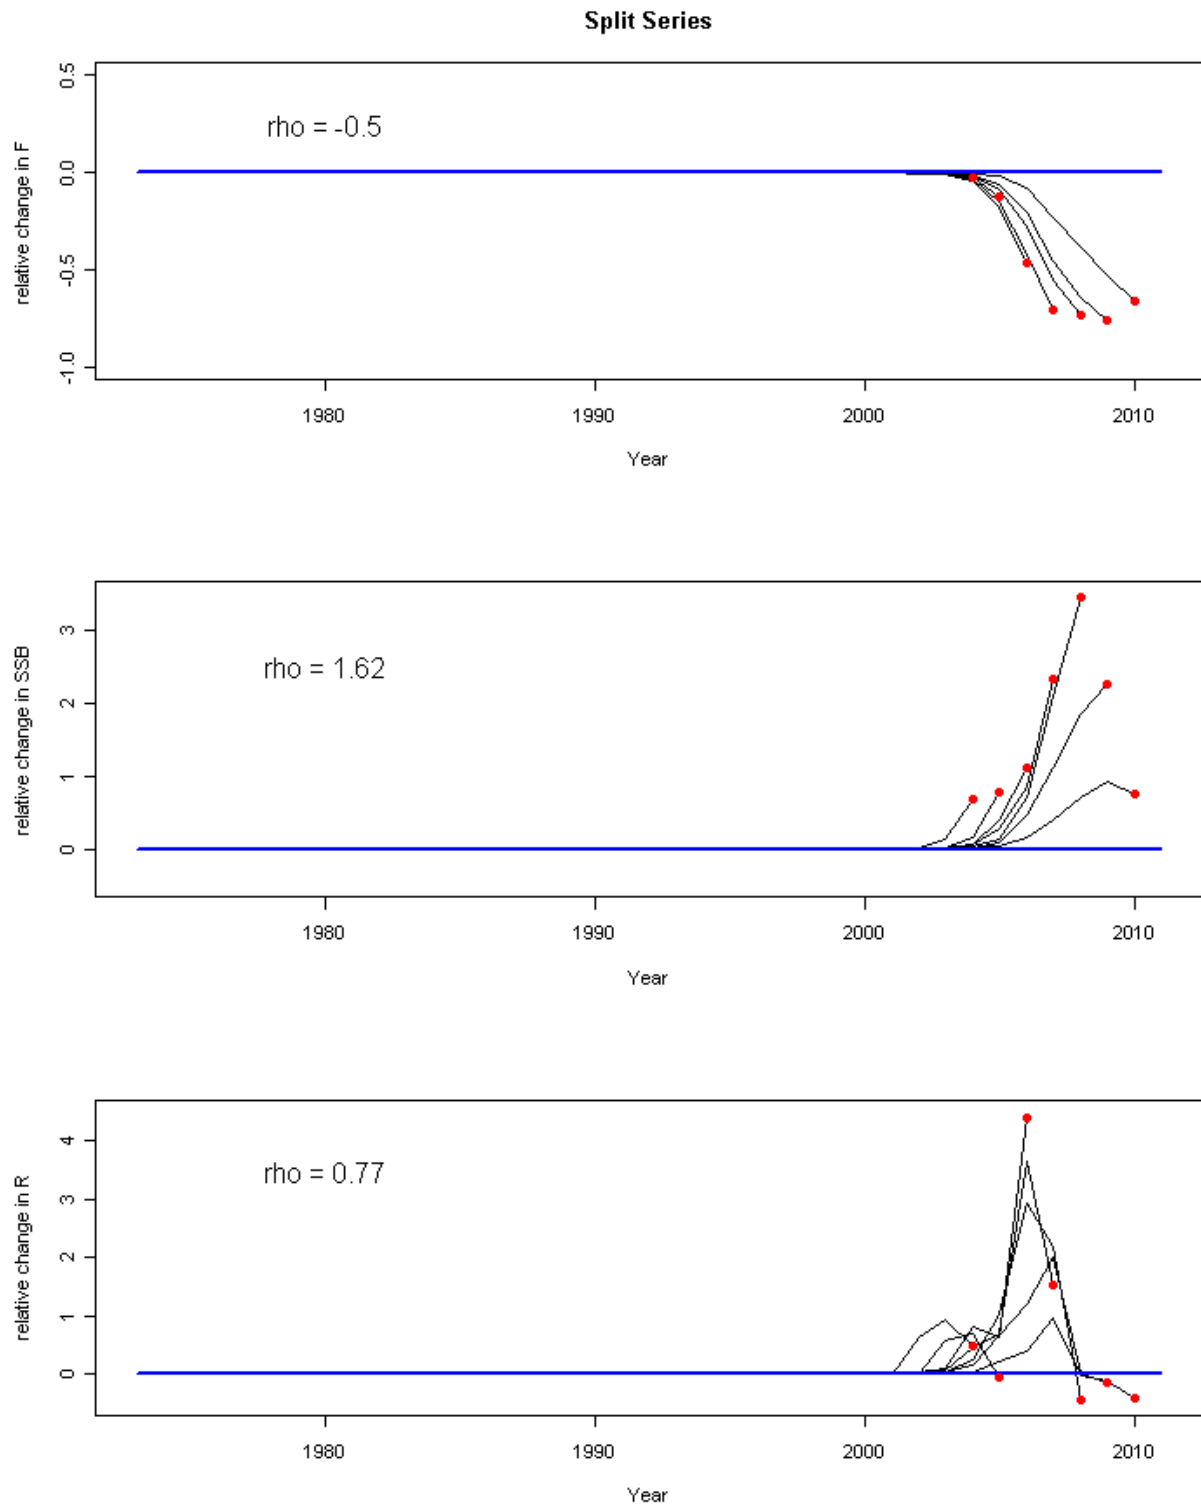 Split Series
relative change in F
0.5
0.0
-0.5
-1.0
rho = -0.5
1980 1990 2000 2010
Year
relative change in SSB
3
2
1
0
rho = 1.62
1980 1990 2000 2010
Year
relative change in R
4
3
2
1
0
rho = 0.77
1980 1990 2000 2010
Year